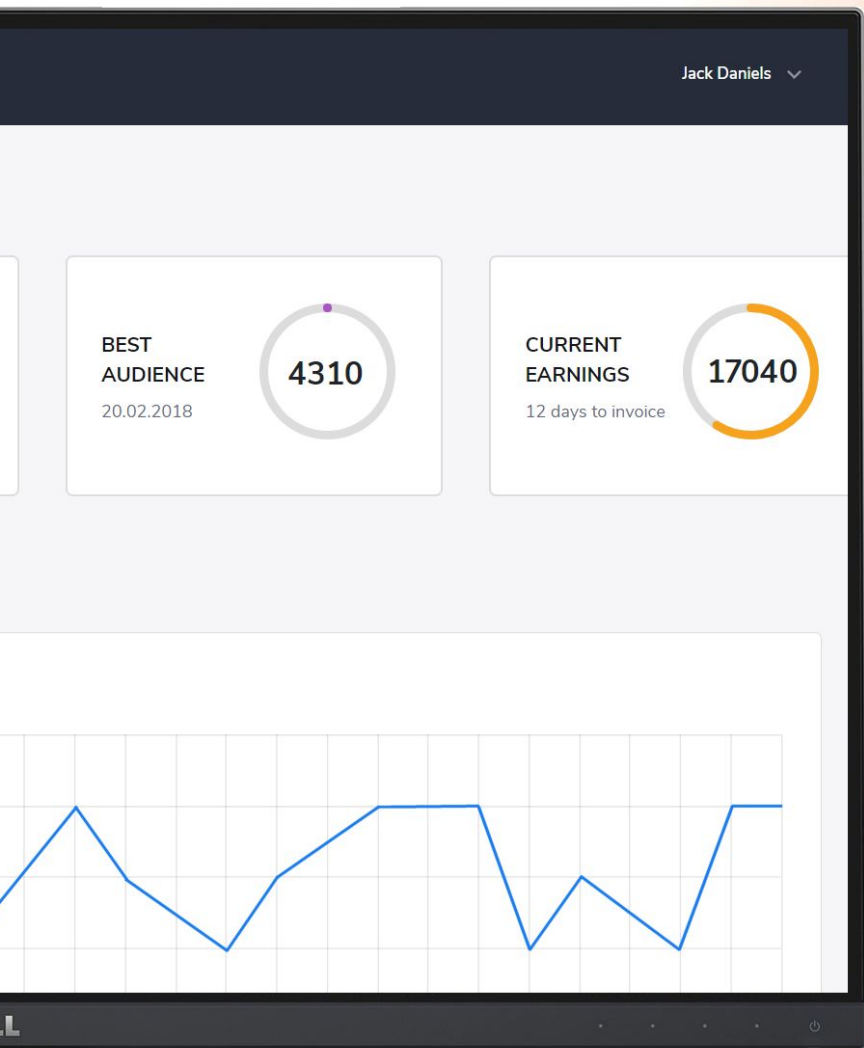 Jack Daniels
BEST
AUDIENCE
20.02.2018
4310
CURRENT
EARNINGS
12 days to invoice
17040